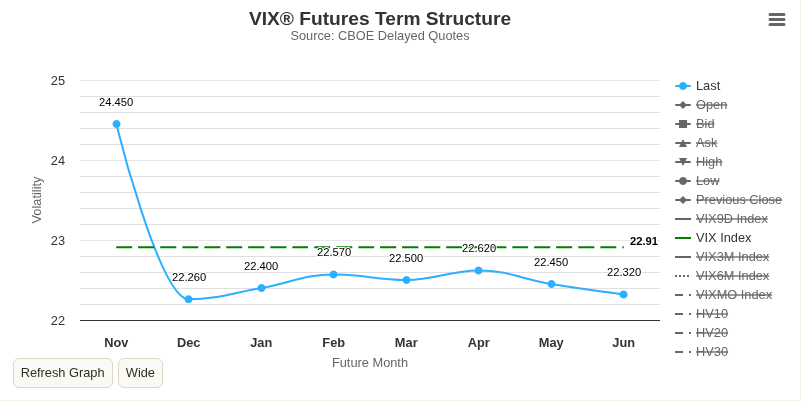 VIX® Futures Term Structure
Source: CBOE Delayed Quotes
25
24
23
22
Volatility
24.450
22.260
22.400
22.570
22.500
22.620
22.450
22.320
22.91
Nov Dec Jan Feb Mar Apr May Jun
Future Month
Last
Open
Bid
Ask
High
Low
Previous Close
VIX9D Index
VIX Index
VIX3M Index
VIX6M Index
VIXMO Index
HV10
HV20
HV30
Refresh Graph Wide